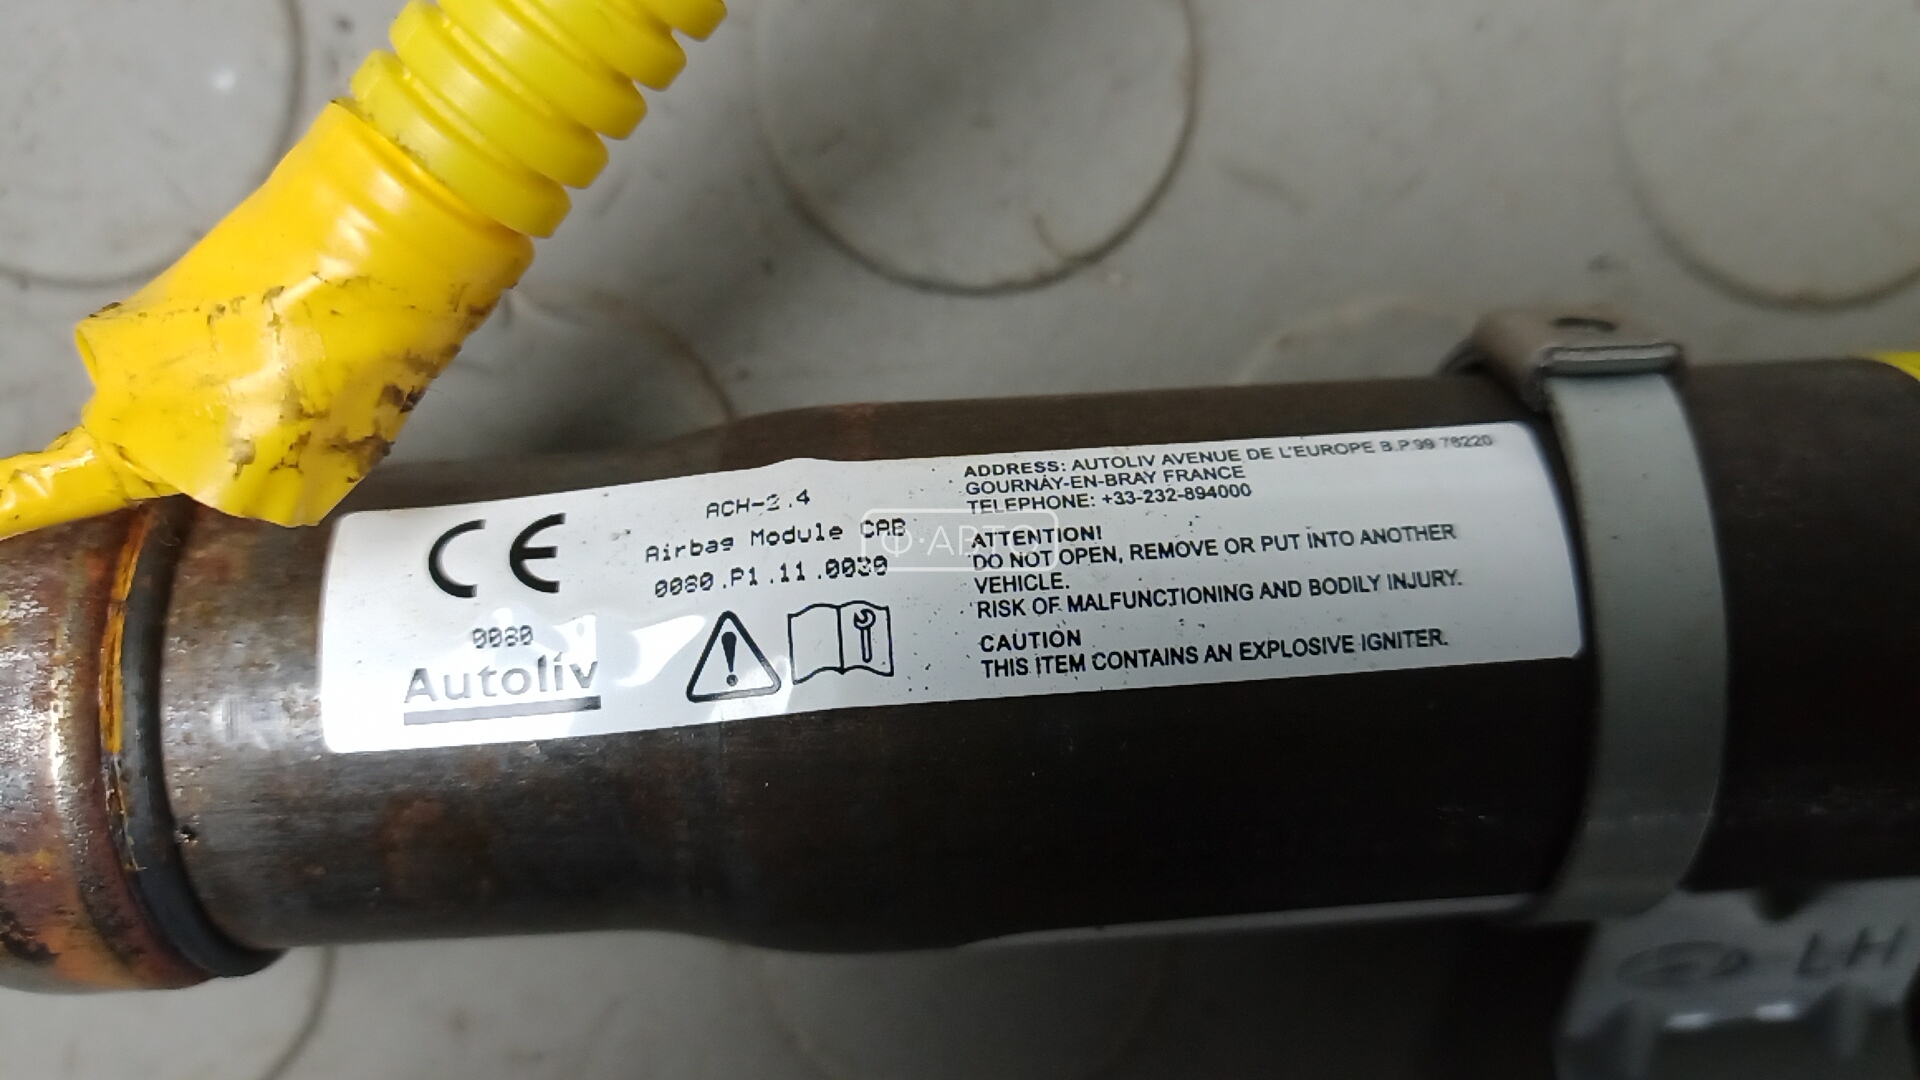 CE
0080
Autoliv
ACH-2.4
Airbag Module CAB
0080.P1.11.0030
ADDRESS: AUTOLIV AVENUE DE L'EUROPE B.P.99 76220
GOURNAY-EN-BRAY FRANCE
TELEPHONE: +33-232-894000
ATTENTION!
DO NOT OPEN, REMOVE OR PUT INTO ANOTHER
VEHICLE.
RISK OF MALFUNCTIONING AND BODILY INJURY.
CAUTION
THIS ITEM CONTAINS AN EXPLOSIVE IGNITER.
Ф·АВТО
LH